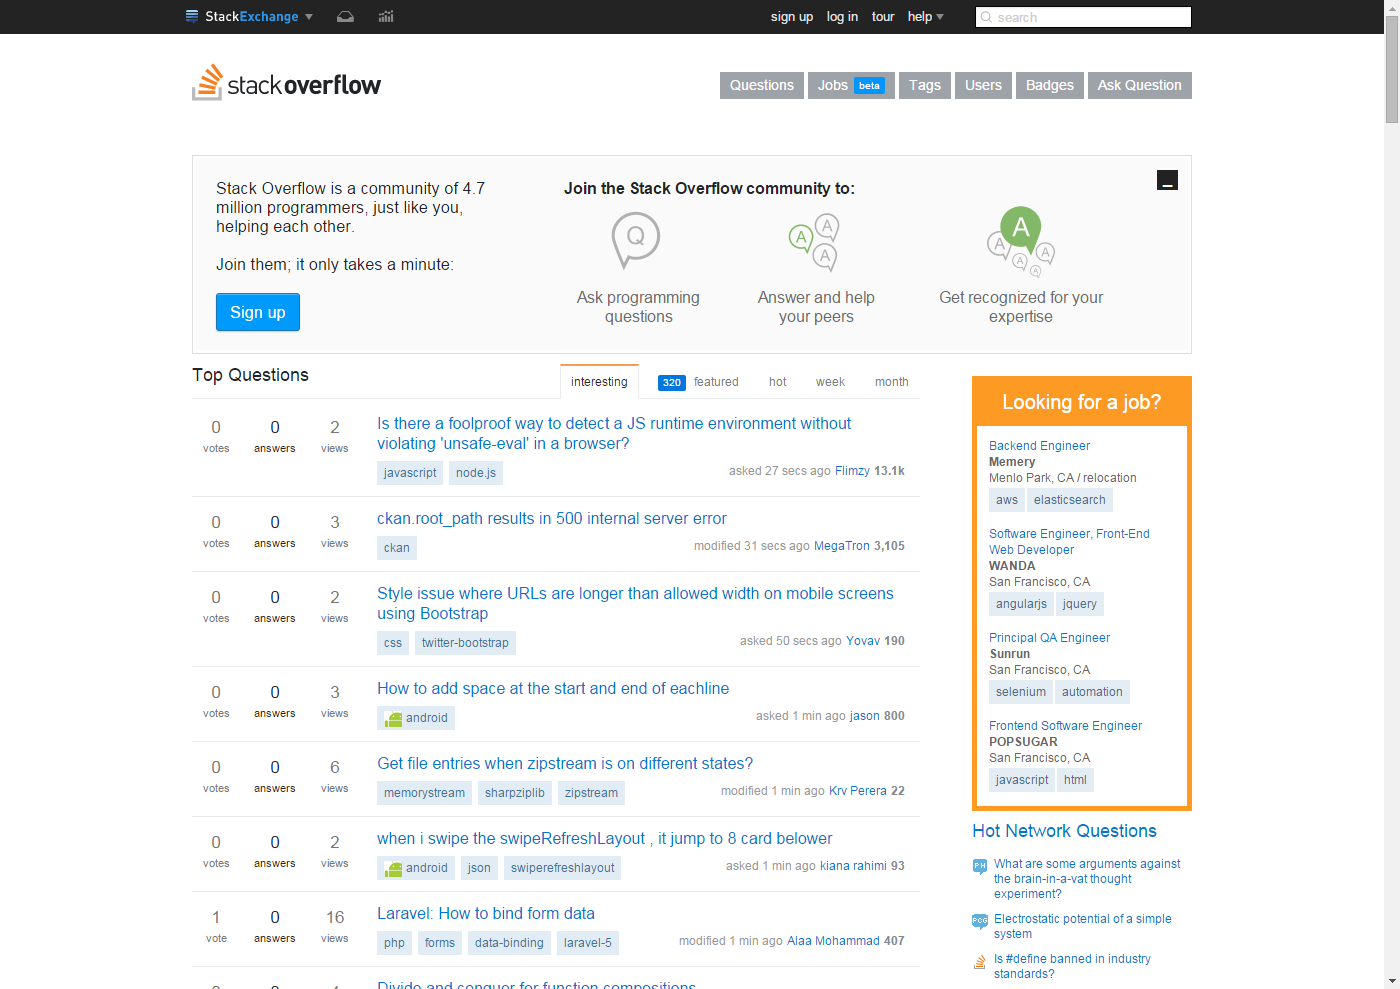 StackExchange
sign up log in tour help
search
stackoverflow
Questions Jobs beta Tags Users Badges Ask Question
Stack Overflow is a community of 4.7
million programmers, just like you,
helping each other.
Join them; it only takes a minute:
Sign up
Join the Stack Overflow community to:
Q
Ask programming
questions
A A A
Answer and help
your peers
A A A A A
Get recognized for your
expertise
Top Questions
interesting 320 featured hot week month
0 votes 0 answers 2 views
Is there a foolproof way to detect a JS runtime environment without
violating 'unsafe-eval' in a browser?
javascript node.js
asked 27 secs ago Flimzy 13.1k
0 votes 0 answers 3 views
ckan.root_path results in 500 internal server error
ckan
modified 31 secs ago MegaTron 3,105
0 votes 0 answers 2 views
Style issue where URLs are longer than allowed width on mobile screens
using Bootstrap
css twitter-bootstrap
asked 50 secs ago Yovav 190
0 votes 0 answers 3 views
How to add space at the start and end of eachline
android
asked 1 min ago jason 800
0 votes 0 answers 6 views
Get file entries when zipstream is on different states?
memorystream sharpziplib zipstream
modified 1 min ago Krv Perera 22
0 votes 0 answers 2 views
when i swipe the swipeRefreshLayout , it jump to 8 card belower
android json swiperefreshlayout
asked 1 min ago kiana rahimi 93
1 vote 0 answers 16 views
Laravel: How to bind form data
php forms data-binding laravel-5
modified 1 min ago Alaa Mohammad 407
Divide and conquer for function compositions
Looking for a job?
Backend Engineer
Memery
Menlo Park, CA / relocation
aws elasticsearch
Software Engineer, Front-End
Web Developer
WANDA
San Francisco, CA
angularjs jquery
Principal QA Engineer
Sunrun
San Francisco, CA
selenium automation
Frontend Software Engineer
POPSUGAR
San Francisco, CA
javascript html
Hot Network Questions
PH
What are some arguments against
the brain-in-a-vat thought
experiment?
PCG
Electrostatic potential of a simple
system
Is #define banned in industry
standards?